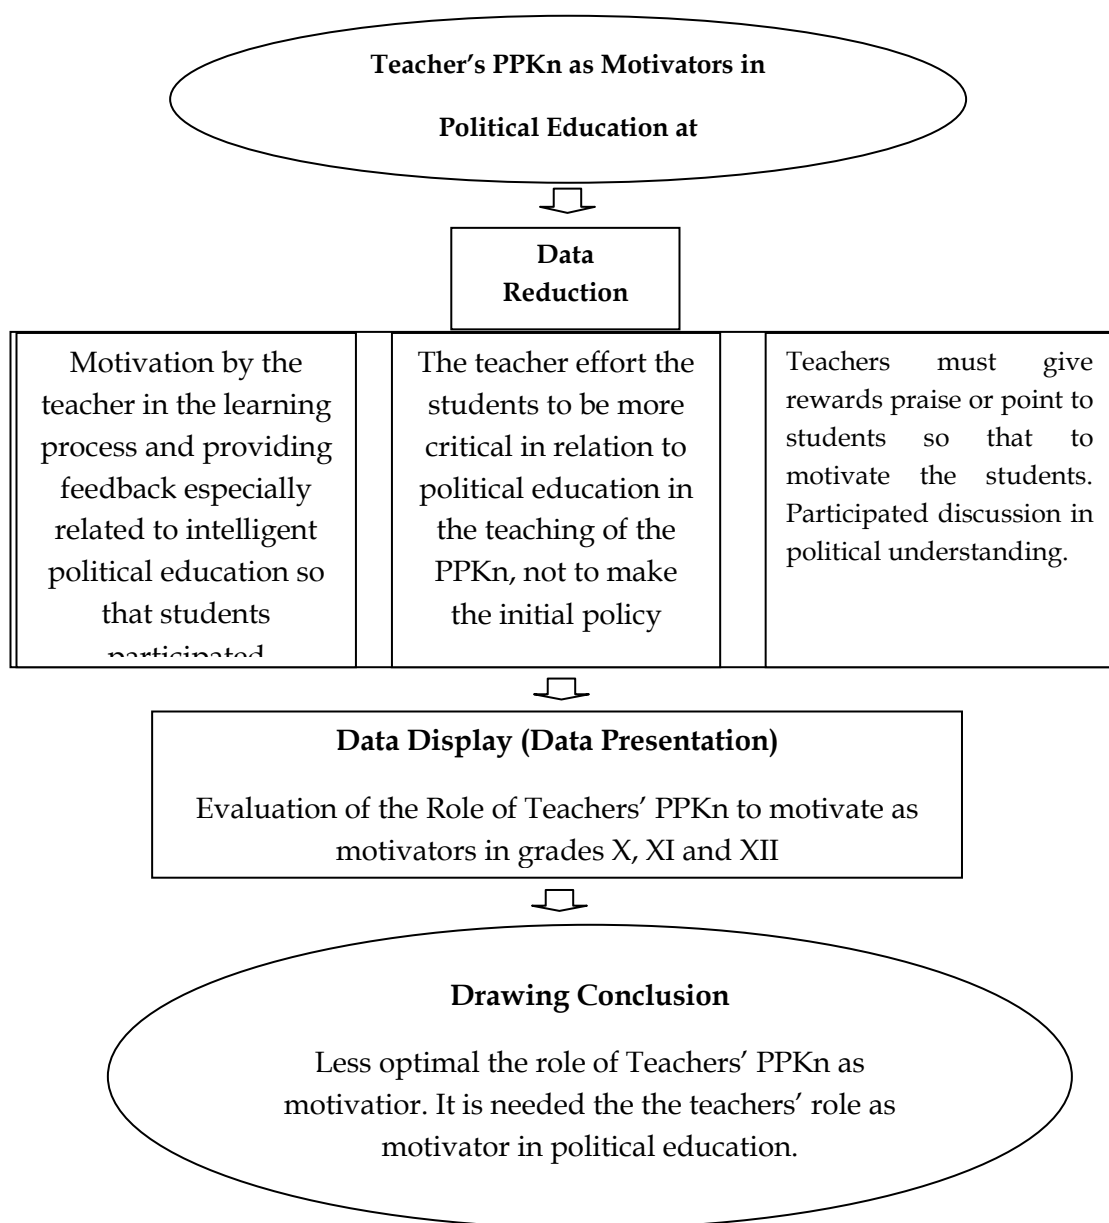 Teacher's PPKn as Motivators in
Political Education at
Data
Reduction
Motivation by the
teacher in the learning
process and providing
feedback especially
related to intelligent
political education so
that students
participated
The teacher effort the
students to be more
critical in relation to
political education in
the teaching of the
PPKn, not to make
the initial policy
Teachers must give
rewards praise or point to
students so that to
motivate the students.
Participated discussion in
political understanding.
Data Display (Data Presentation)
Evaluation of the Role of Teachers' PPKn to motivate as
motivators in grades X, XI and XII
Drawing Conclusion
Less optimal the role of Teachers' PPKn as
motivatior. It is needed the the teachers' role as
motivator in political education.